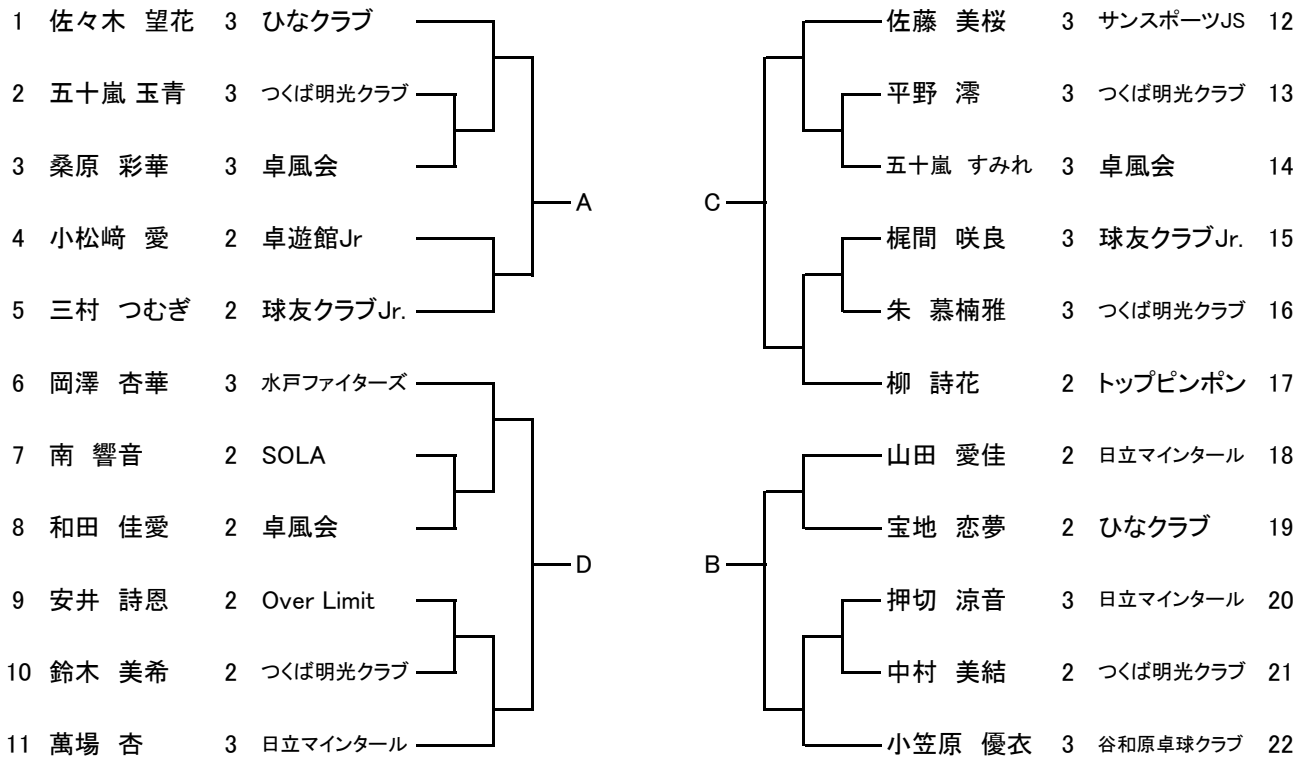 1 佐々木 望花 3 ひなクラブ
2 五十嵐 玉青 3 つくば明光クラブ
3 桑原 彩華 3 卓風会
A
4 小松﨑 愛 2 卓遊館Jr
5 三村 つむぎ 2 球友クラブJr.
6 岡澤 杏華 3 水戸ファイターズ
7 南 響音 2 SOLA
8 和田 佳愛 2 卓風会
D
9 安井 詩恩 2 Over Limit
10 鈴木 美希 2 つくば明光クラブ
11 萬場 杏 3 日立マインタール
佐藤 美桜 3 サンスポーツJS 12
平野 澪 3 つくば明光クラブ 13
五十嵐 すみれ 3 卓風会 14
C
梶間 咲良 3 球友クラブJr. 15
朱 慕楠雅 3 つくば明光クラブ 16
柳 詩花 2 トップピンポン 17
山田 愛佳 2 日立マインタール 18
宝地 恋夢 2 ひなクラブ 19
B
押切 涼音 3 日立マインタール 20
中村 美結 2 つくば明光クラブ 21
小笠原 優衣 3 谷和原卓球クラブ 22